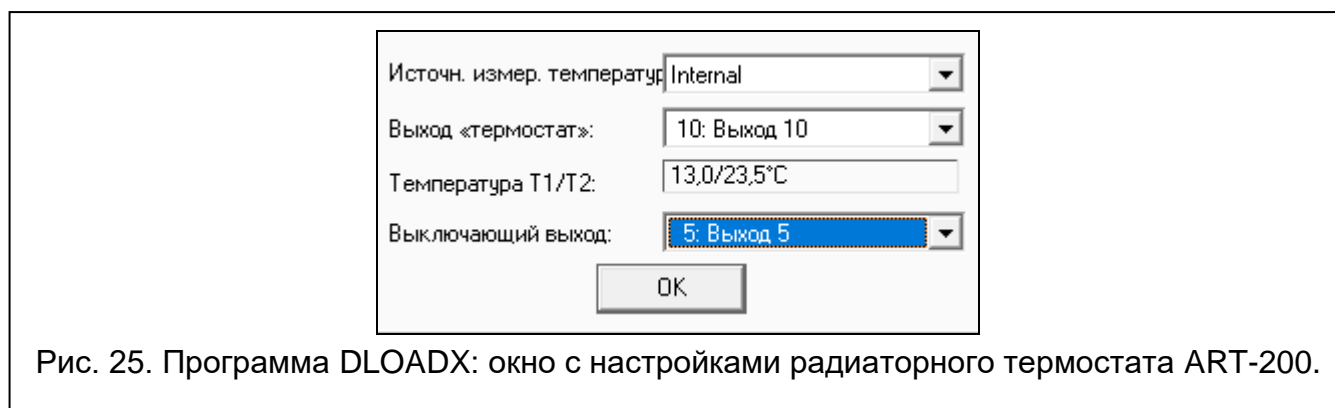 Источн. измер. температур Internal
Выход «термостат»: 10: Выход 10
Температура T1/T2: 13,0/23,5°C
Выключающий выход: 5: Выход 5
OK
Рис. 25. Программа DLOADX: окно с настройками радиаторного термостата ART-200.